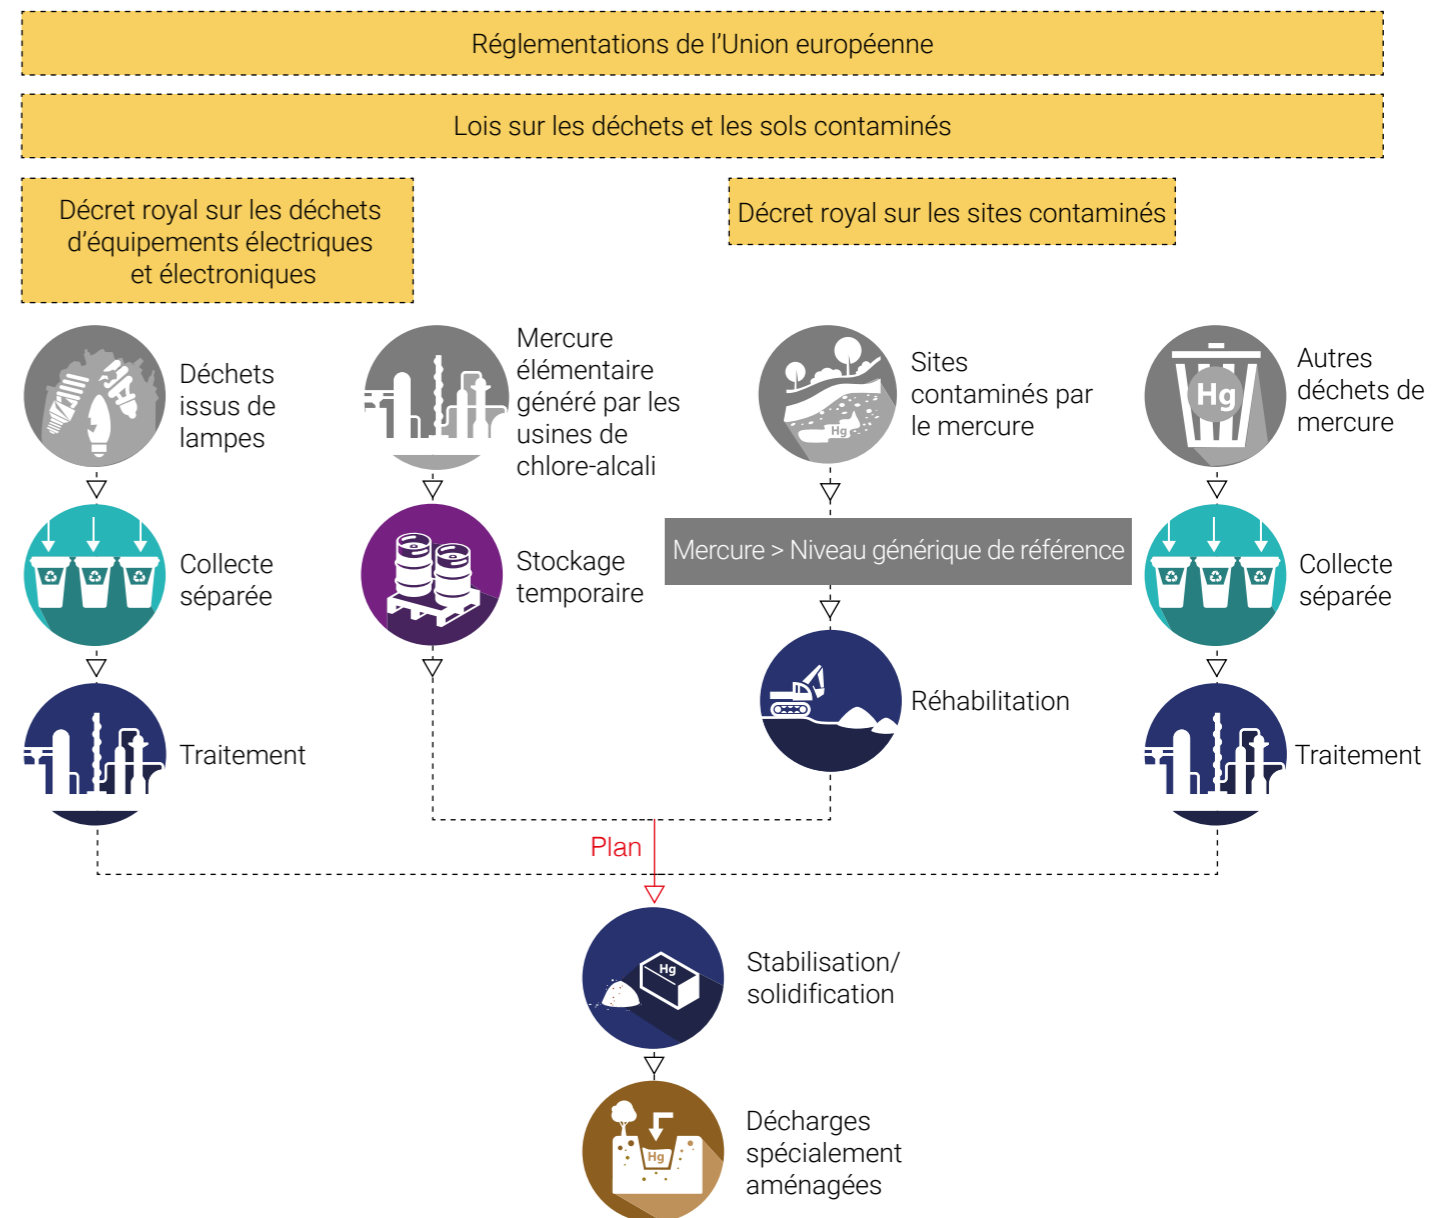 Réglementations de l’Union européenne
Lois sur les déchets et les sols contaminés
Décret royal sur les déchets
d’équipements électriques
et électroniques
Décret royal sur les sites contaminés
Déchets
issus de
lampes
Mercure
élémentaire
généré par les
usines de
chlore-alcali
Hg
Sites
contaminés par
le mercure
Hg
Autres
déchets de
mercure
Collecte
séparée
Stockage
temporaire
Mercure > Niveau générique de référence
Collecte
séparée
Traitement
Réhabilitation
Traitement
Plan
Hg
Stabilisation/
solidification
Hg
Décharges
spécialement
aménagées